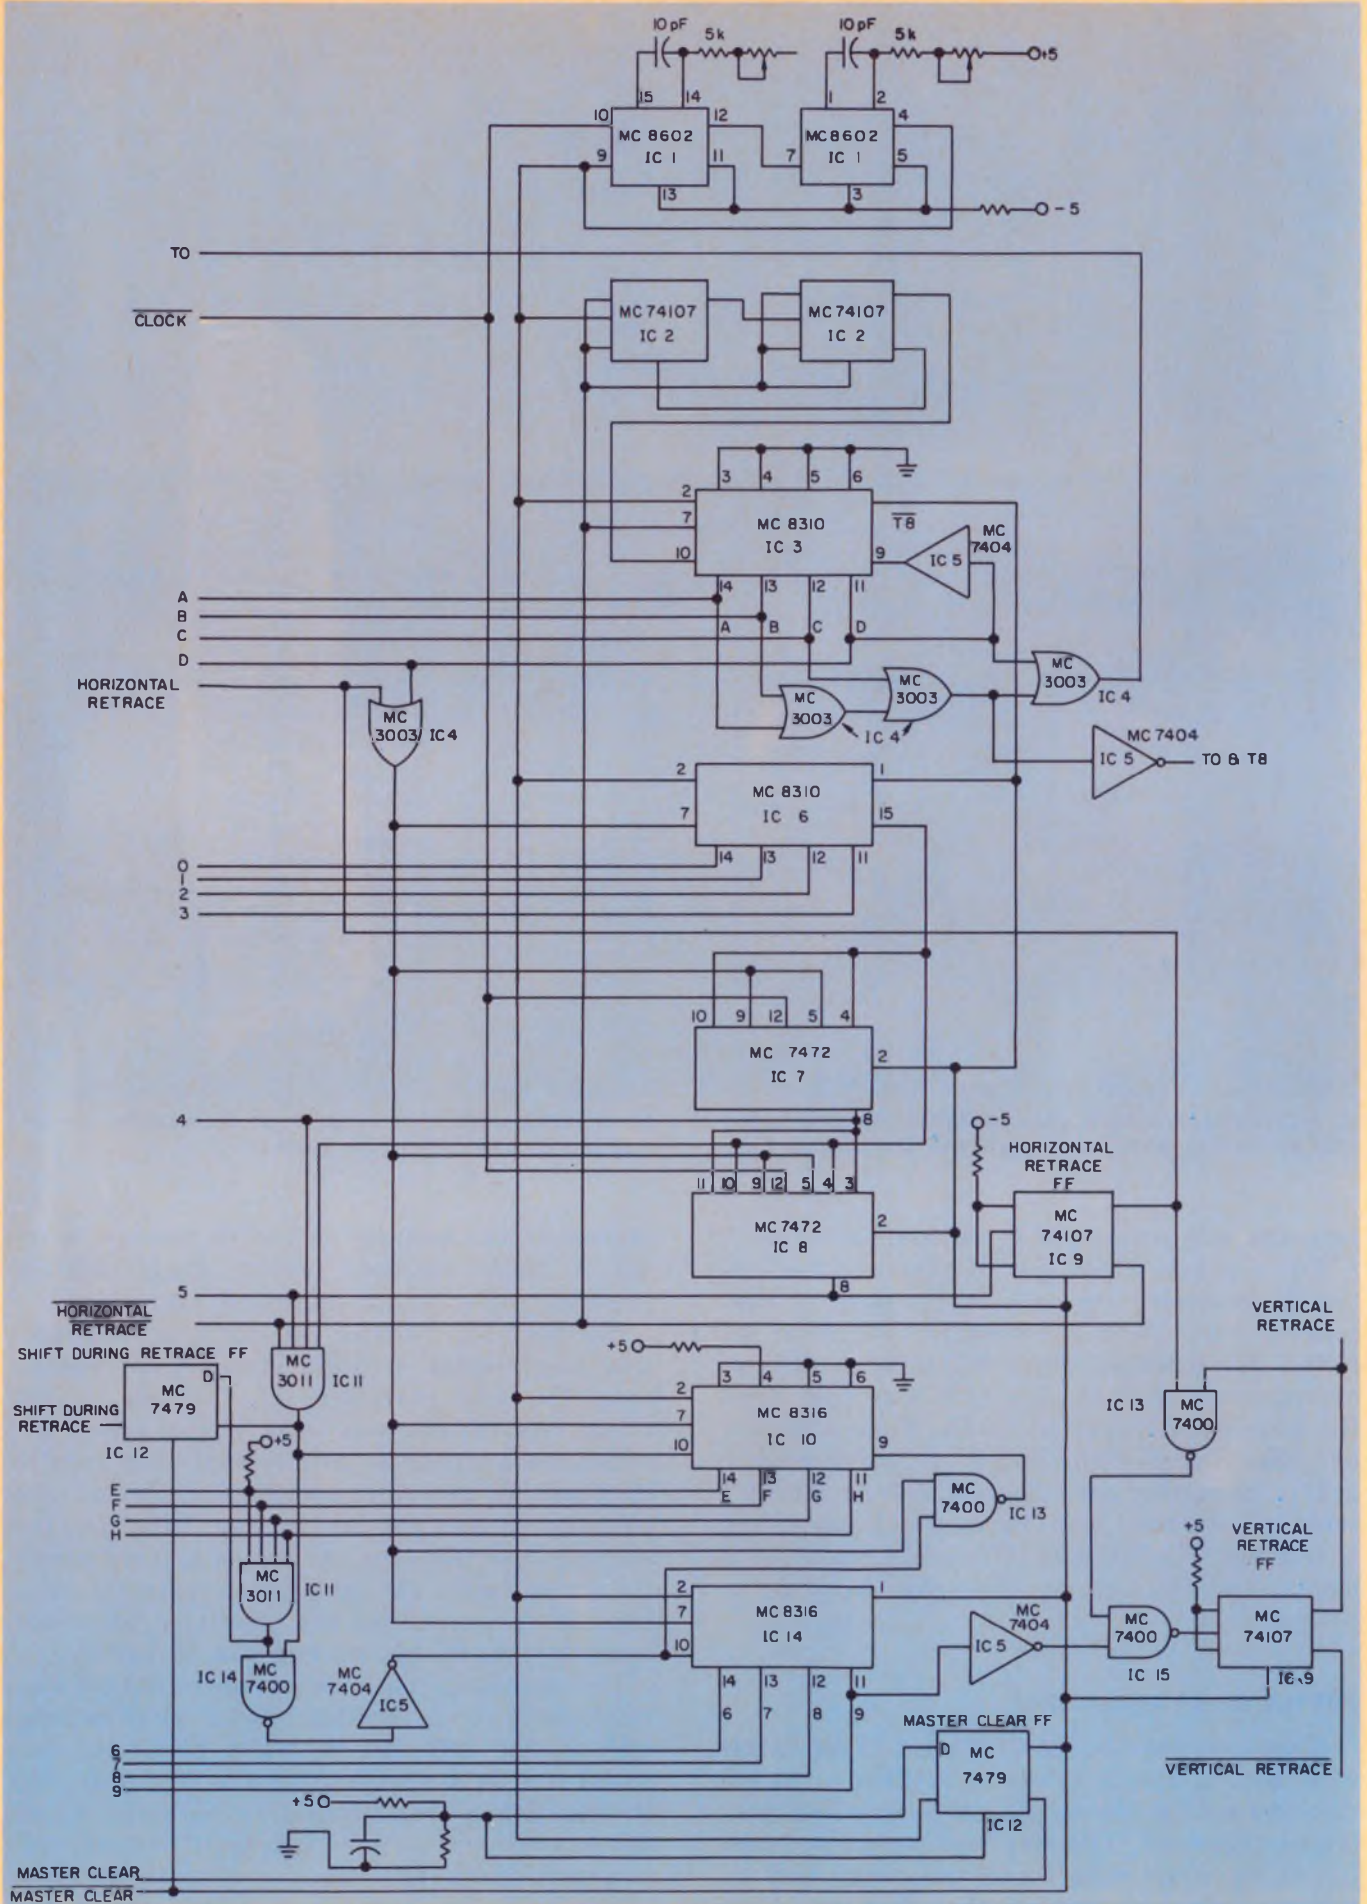 10 pF
5 k
10 pF
5 k
+5
15
14
1
2
10
12
4
MC 8602
IC 1
MC 8602
IC 1
9
11
7
5
13
3
- 5
TO
CLOCK
MC 74107
IC 2
MC 74107
IC 2
3
4
5
6
2
7
10
MC 8310
IC 3
T8
9
MC
7404
IC 5
14
13
12
11
A
B
C
D
A
B
C
D
HORIZONTAL
RETRACE
MC
3003
IC 4
MC
3003
MC
3003
IC 4
MC
3003
IC 4
MC 7404
IC 5
TO & T8
2
7
MC 8310
IC 6
1
15
14
13
12
11
0
1
2
3
10
9
12
5
4
MC 7472
IC 7
2
8
4
11
10
9
12
5
4
3
MC 7472
IC 8
2
8
- 5
HORIZONTAL
RETRACE
FF
MC
74107
IC 9
5
HORIZONTAL
RETRACE
VERTICAL
RETRACE
SHIFT DURING RETRACE FF
D
MC
7479
SHIFT DURING
RETRACE
IC 12
MC
3011
IC 11
+5
+5
3
4
5
6
2
7
10
MC 8316
IC 10
9
14
13
12
11
E
F
G
H
E
F
G
H
IC 13
MC
7400
MC
7400
IC 13
MC
3011
IC 11
+5
VERTICAL
RETRACE
FF
2
7
10
MC 8316
IC 14
1
14
13
12
11
6
7
8
9
MC
7404
IC 5
MC
7400
IC 15
MC
74107
IC 9
IC 14
MC
7400
MC
7404
IC 5
MASTER CLEAR FF
D
MC
7479
IC 12
VERTICAL RETRACE
6
7
8
9
+5
MASTER CLEAR
MASTER CLEAR